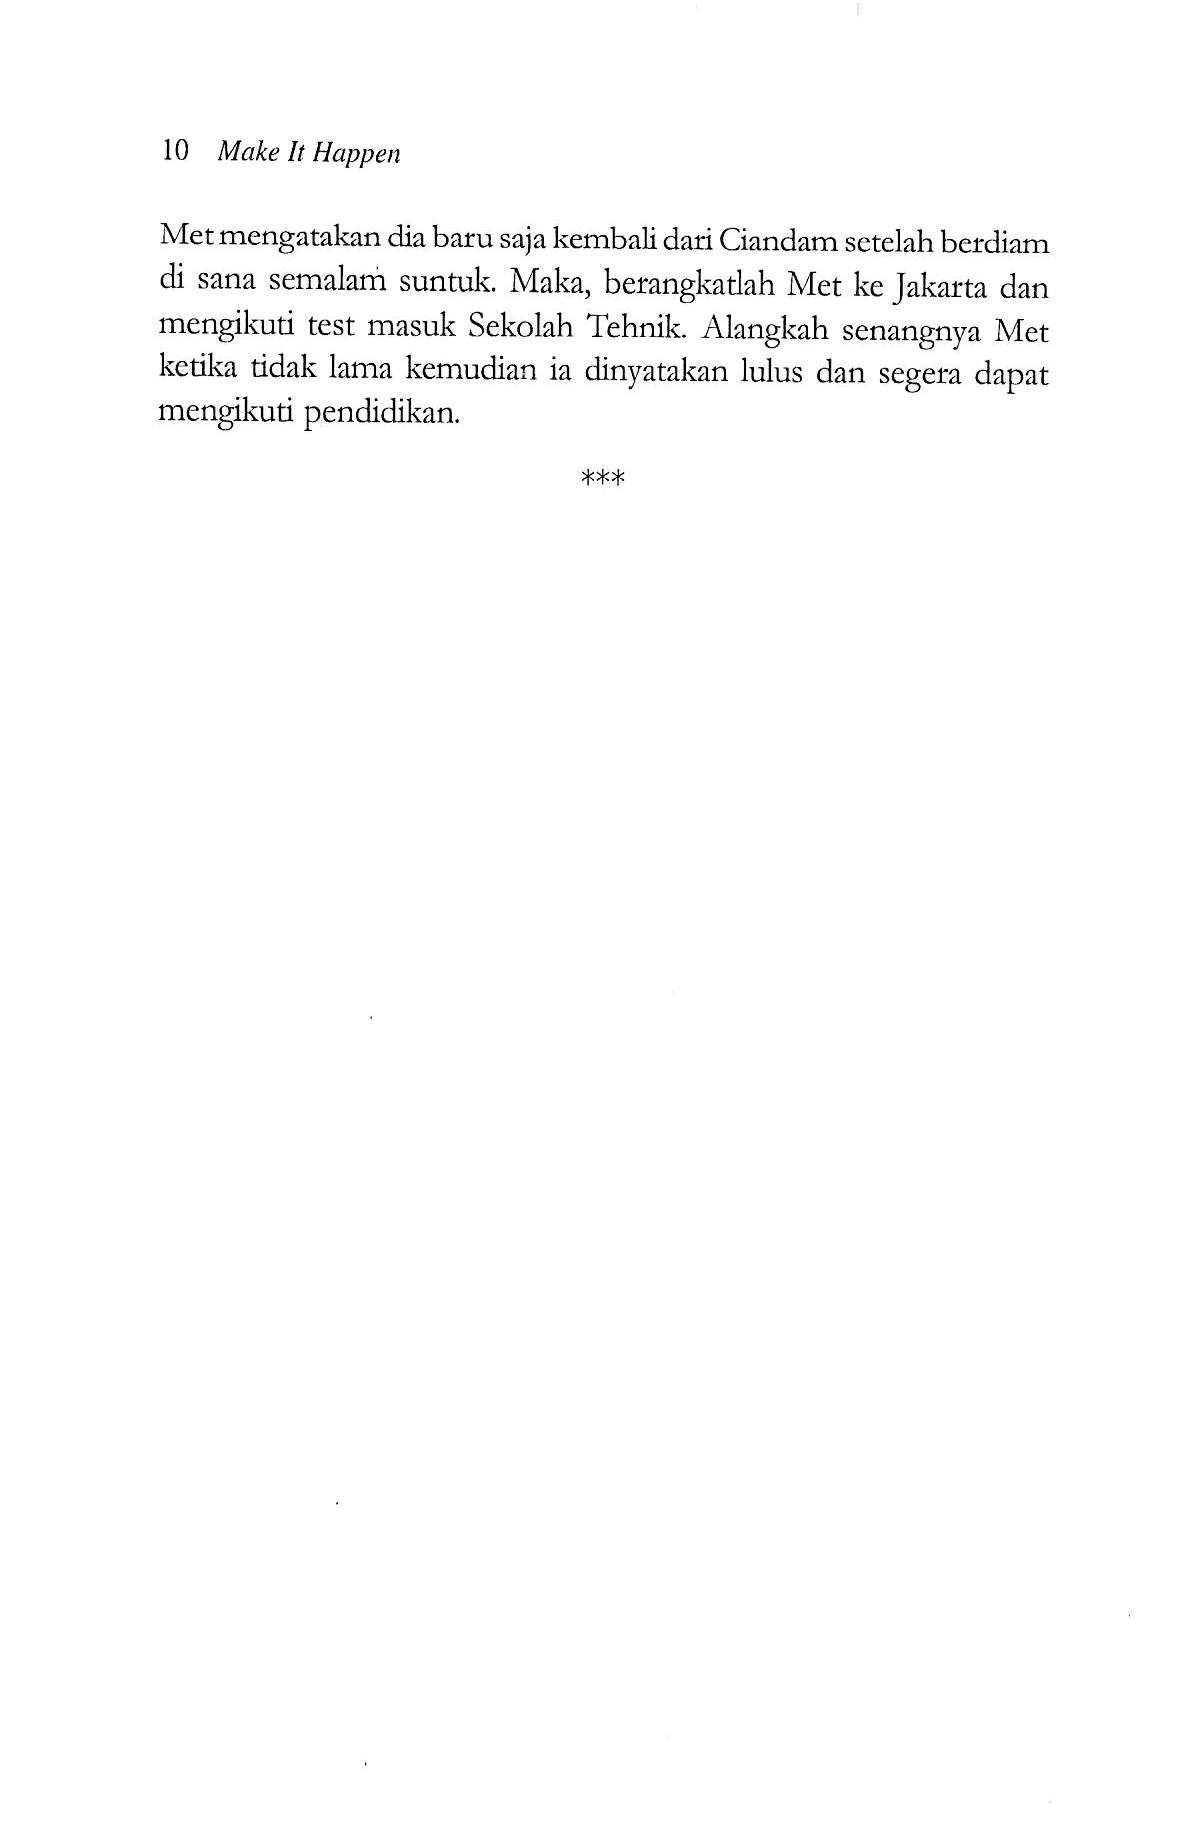 10 Make It Happen
Met mengatakan dia baru saja kembali dari Ciandam setelah berdiam
di sana semalam suntuk. Maka, berangkatlah Met ke Jakarta dan
mengikuti test masuk Sekolah Tehnik. Alangkah senangnya Met
ketika tidak lama kemudian ia dinyatakan lulus dan segera dapat
mengikuti pendidikan.
***